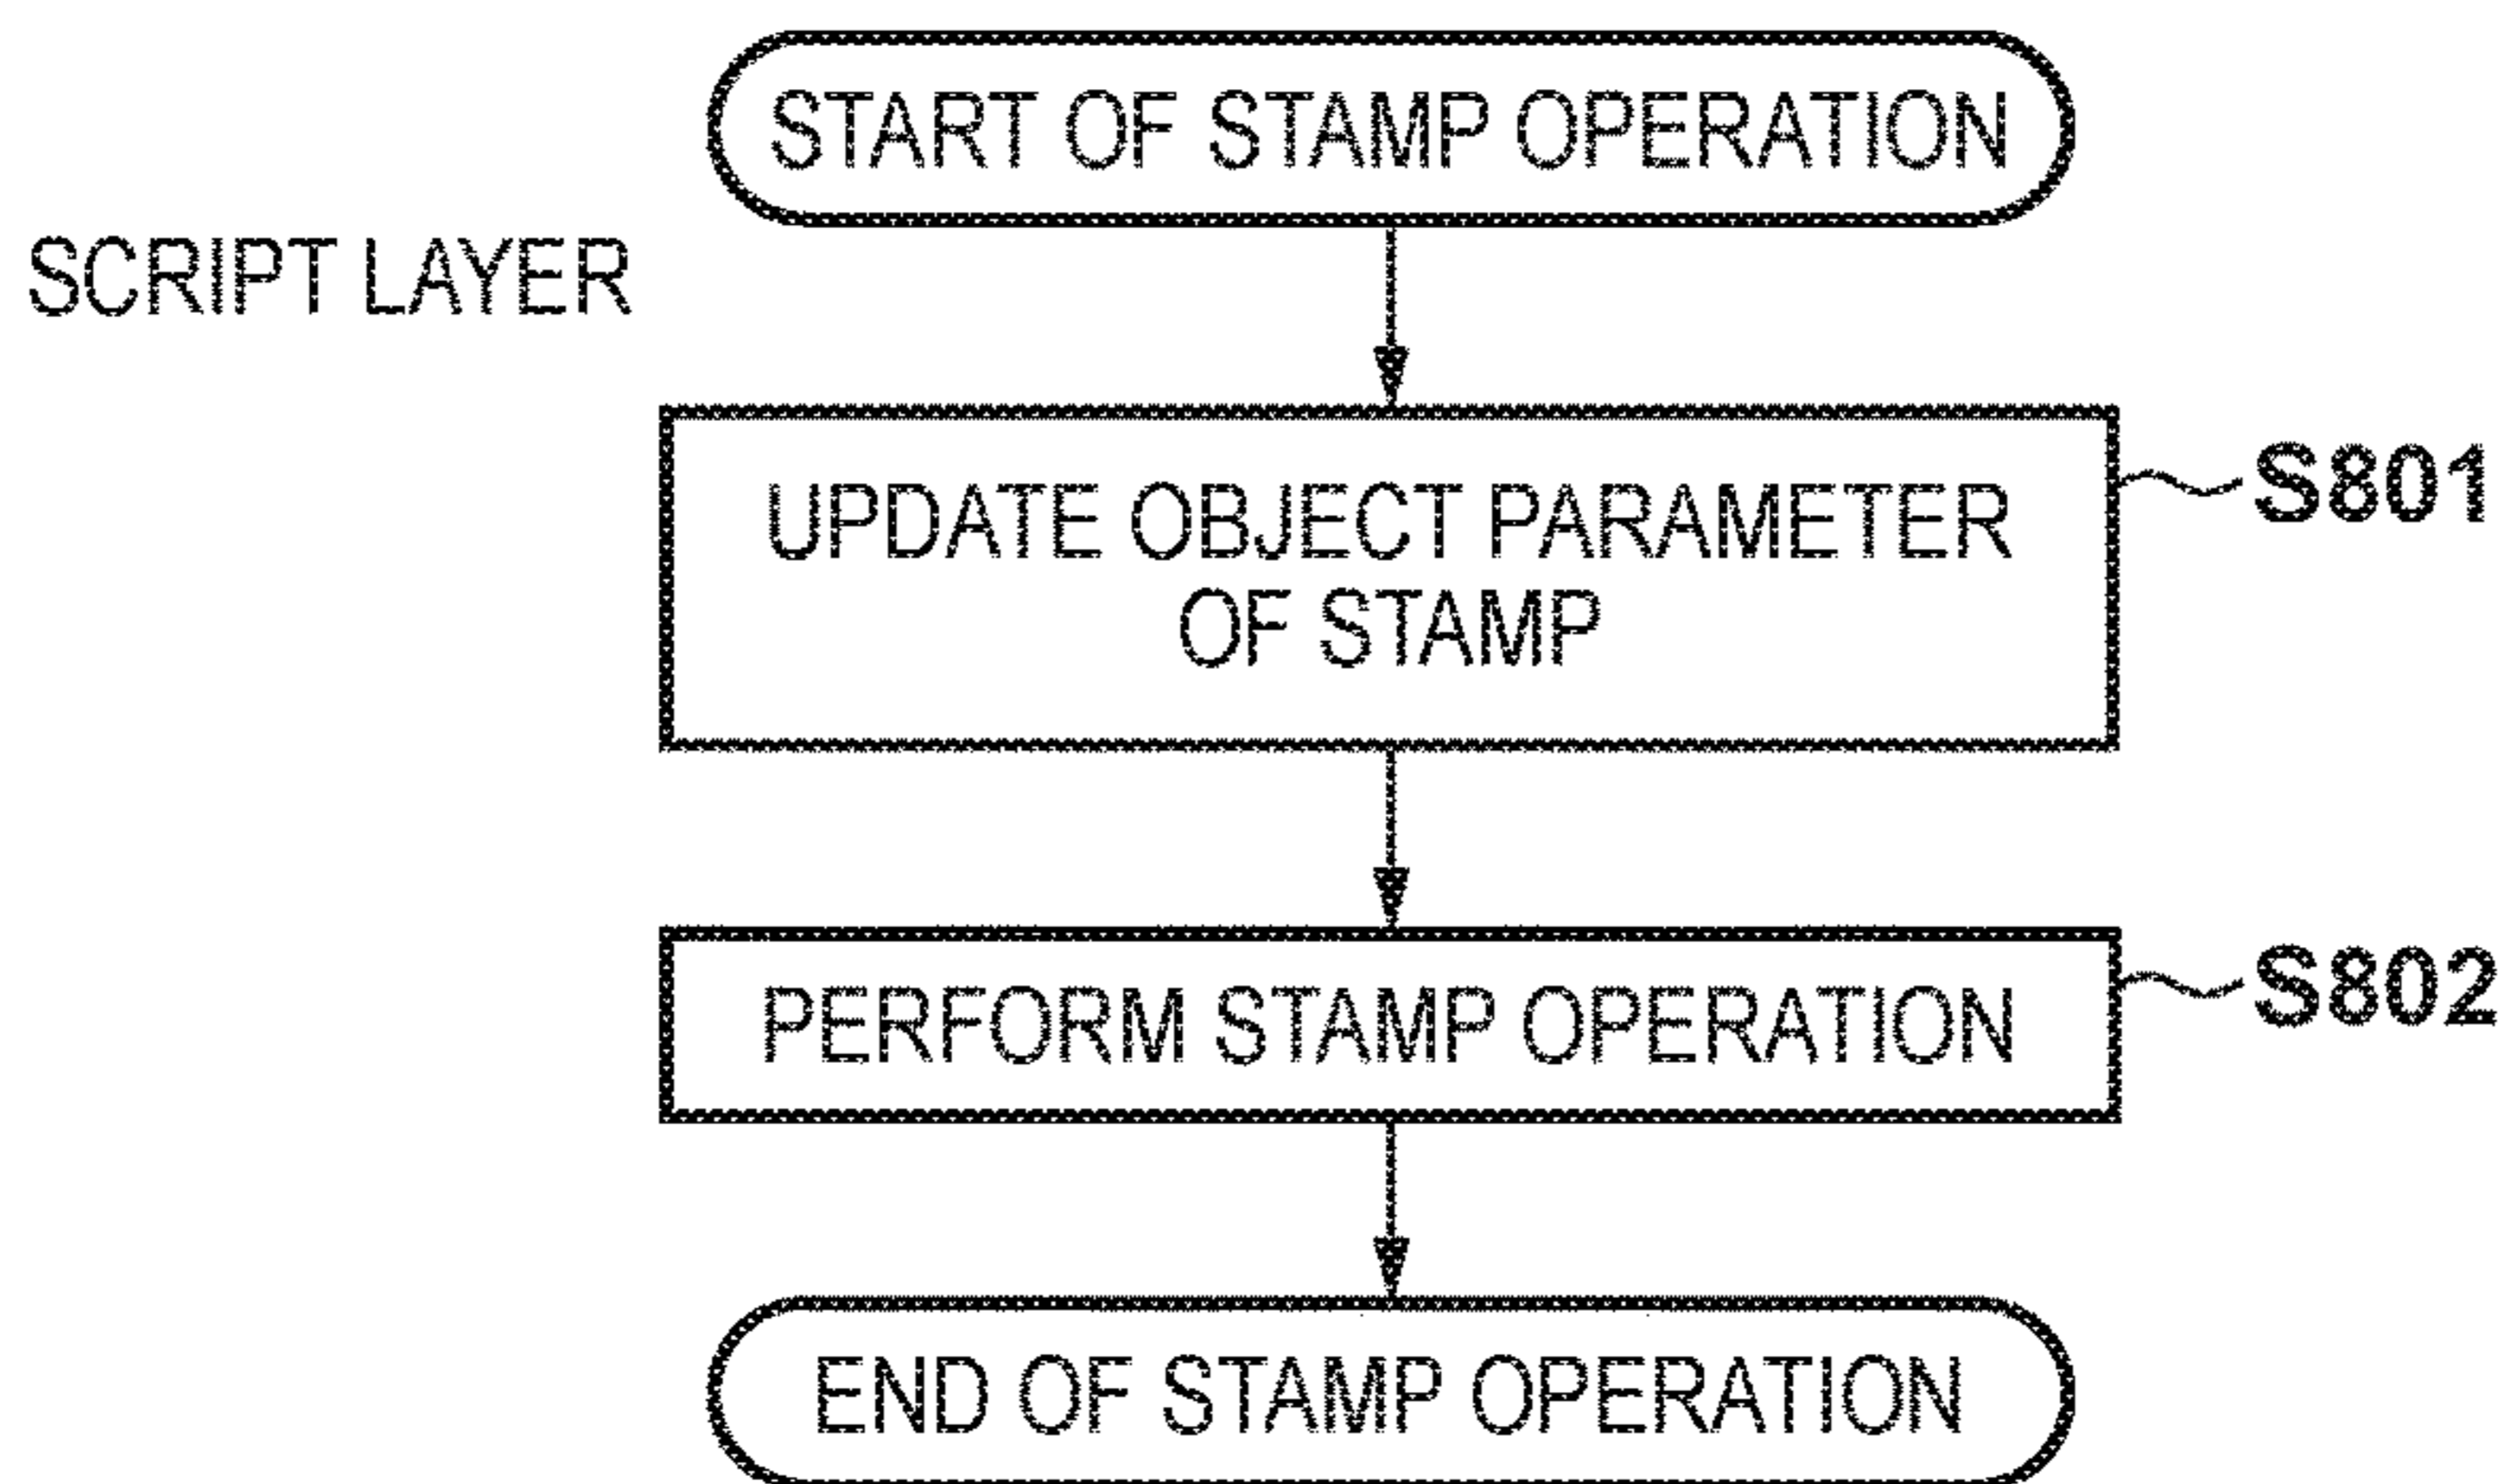 START OF STAMP OPERATION
SCRIPT LAYER
UPDATE OBJECT PARAMETER
OF STAMP
S801
PERFORM STAMP OPERATION
S802
END OF STAMP OPERATION